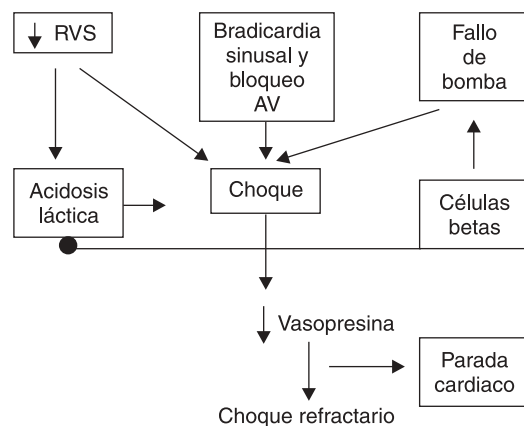 RVS
Bradicardia
sinusal y
bloqueo
AV
Fallo
de
bomba
Acidosis
láctica
Choque
Células
betas
Vasopresina
Parada
cardiaco
Choque refractario